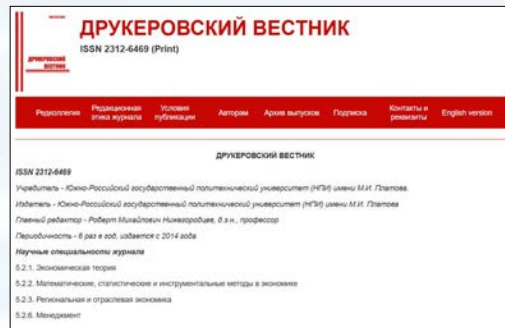 ДРУКЕРОВСКИЙ ВЕСТНИК
ISSN 2312-6469 (Print)
ДРУКЕРОВСКИЙ
ВЕСТНИК
Редколлегия
Редакционная этика журнала
Условия публикации
Авторам
Архив выпусков
Подписка
Контакты и реквизиты
English version
ДРУКЕРОВСКИЙ ВЕСТНИК
ISSN 2312-6469
Учредитель - Южно-Российский государственный политехнический университет (НПИ) имени М.И. Платова.
Издатель - Южно-Российский государственный политехнический университет (НПИ) имени М.И. Платова
Главный редактор - Роберт Михайлович Нижегородцев, д.э.н., профессор
Периодичность - 6 раз в год, издается с 2014 года
Научные специальности журнала
5.2.1. Экономическая теория
5.2.2. Математические, статистические и инструментальные методы в экономике
5.2.3. Региональная и отраслевая экономика
5.2.6. Менеджмент